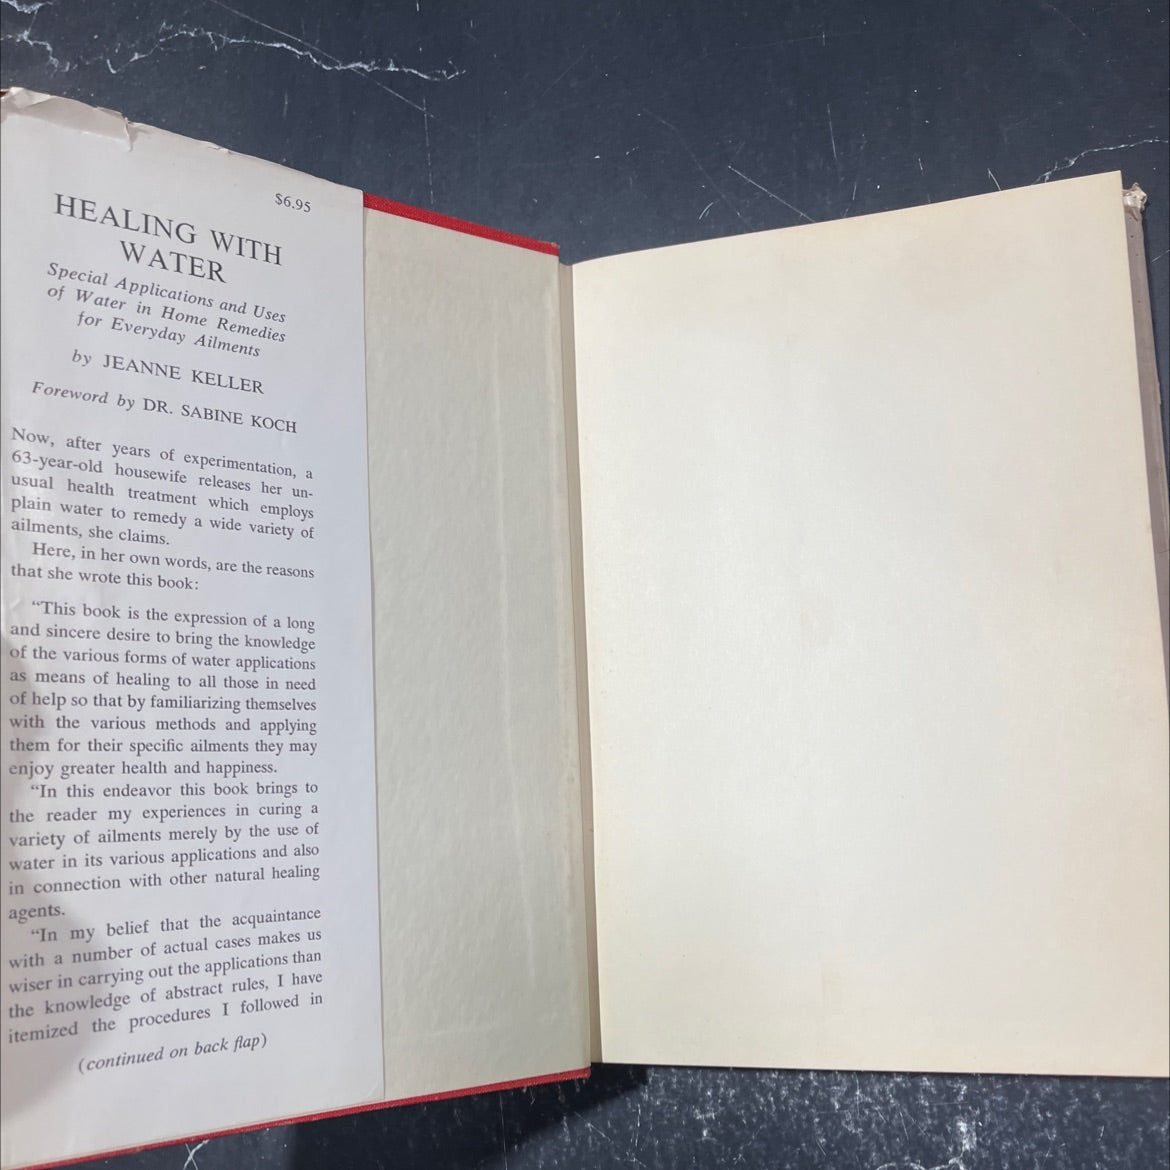 $6.95
HEALING WITH
WATER
Special Applications and Uses
of Water in Home Remedies
for Everyday Ailments
by JEANNE KELLER
Foreword by DR. SABINE KOCH
Now, after years of experimentation, a
63-year-old housewife releases her un-
usual health treatment which employs
plain water to remedy a wide variety of
ailments, she claims.
Here, in her own words, are the reasons
that she wrote this book:
“This book is the expression of a long
and sincere desire to bring the knowledge
of the various forms of water applications
as means of healing to all those in need
of help so that by familiarizing themselves
with the various methods and applying
them for their specific ailments they may
enjoy greater health and happiness.
“In this endeavor this book brings to
the reader my experiences in curing a
variety of ailments merely by the use of
water in its various applications and also
in connection with other natural healing
agents.
“In my belief that the acquaintance
with a number of actual cases makes us
wiser in carrying out the applications than
the knowledge of abstract rules, I have
itemized the procedures I followed in
(continued on back flap)